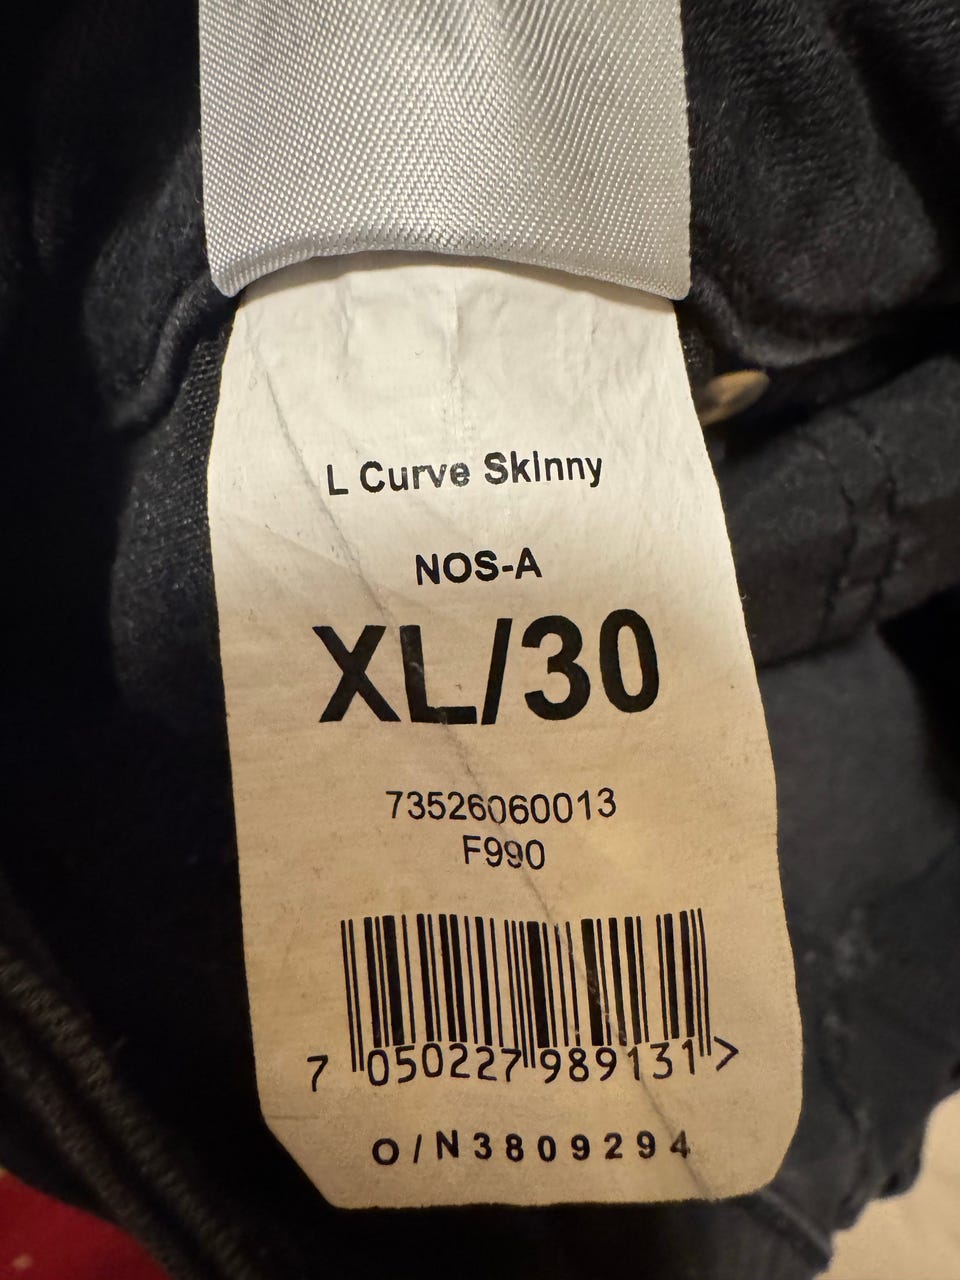 L Curve Skinny
NOS-A
XL/30
73526060013
F990
7 050227 989131 >
O/N3809294